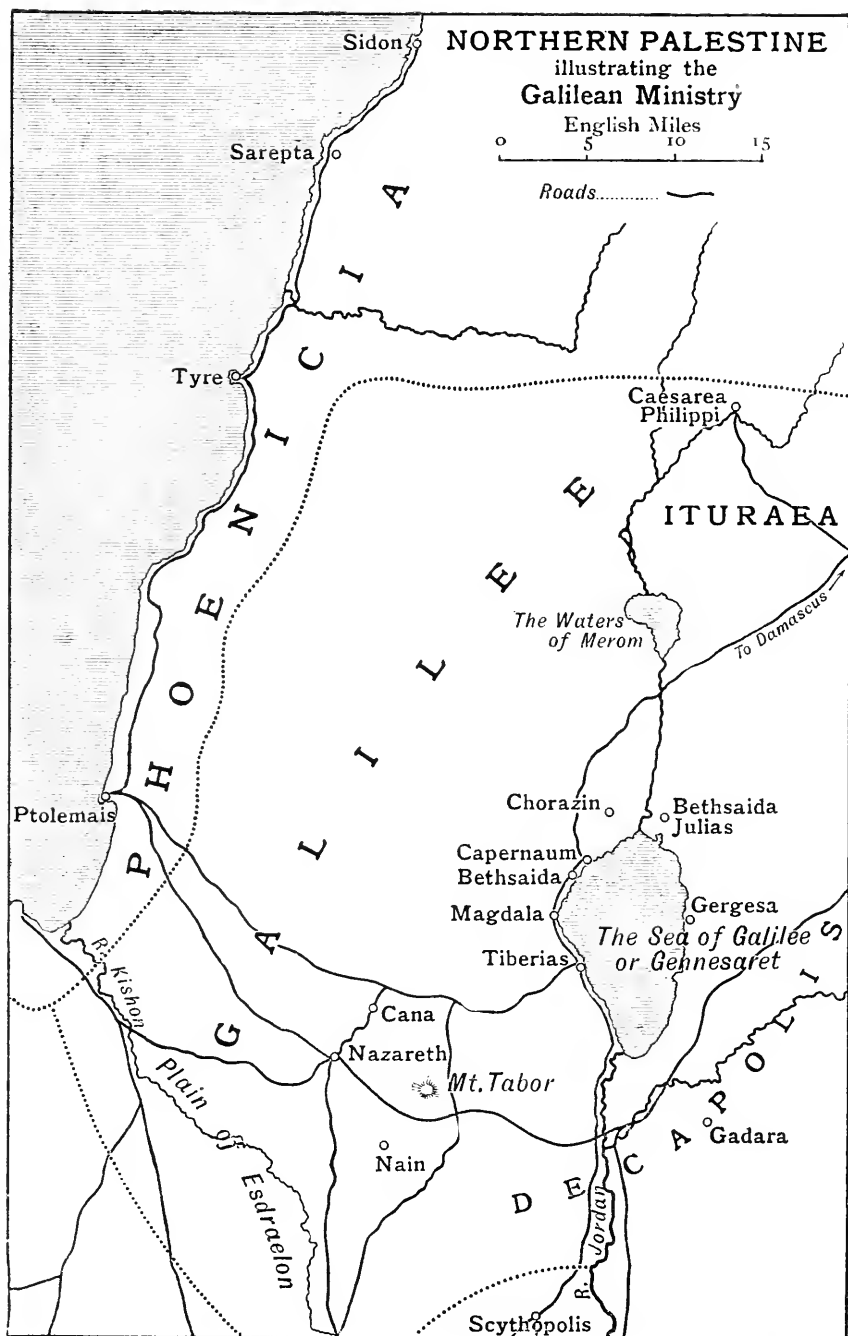 NORTHERN PALESTINE
illustrating the
Galilean Ministry
English Miles
0 5 10 15
Roads...........
Sidon
Sarepta
Tyre
PHOENICIA
Caesarea
Philippi
ITURAEA
GALILEE
The Waters
of Merom
To Damascus
Ptolemais
Chorazin
Bethsaida
Julias
Capernaum
Bethsaida
Magdala
Gergesa
The Sea of Galilee
or Gennesaret
Tiberias
R. Kishon
Cana
Nazareth
Mt. Tabor
Plain of Esdraelon
Nain
Gadara
DECAPOLIS
R. Jordan
Scythopolis